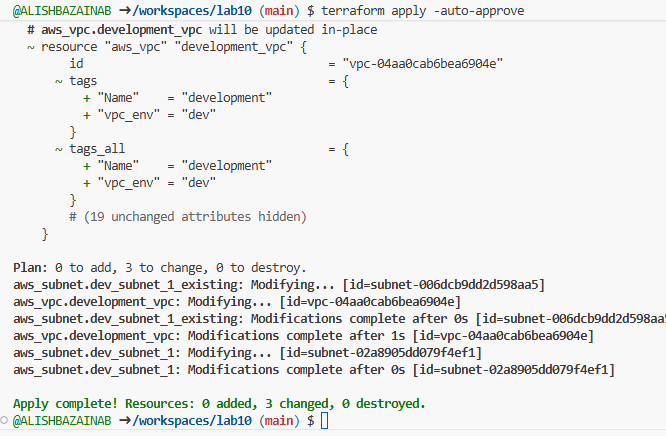 @ALISHBAZAINAB ➜/workspaces/lab10 (main) $ terraform apply -auto-approve
# aws_vpc.development_vpc will be updated in-place
~ resource "aws_vpc" "development_vpc" {
id = "vpc-04aa0cab6bea6904e"
~ tags = {
+ "Name" = "development"
+ "vpc_env" = "dev"
}
~ tags_all = {
+ "Name" = "development"
+ "vpc_env" = "dev"
}
# (19 unchanged attributes hidden)
}
Plan: 0 to add, 3 to change, 0 to destroy.
aws_subnet.dev_subnet_1_existing: Modifying... [id=subnet-006dcb9dd2d598aa5]
aws_vpc.development_vpc: Modifying... [id=vpc-04aa0cab6bea6904e]
aws_subnet.dev_subnet_1_existing: Modifications complete after 0s [id=subnet-006dcb9dd2d598aa5
aws_vpc.development_vpc: Modifications complete after 1s [id=vpc-04aa0cab6bea6904e]
aws_subnet.dev_subnet_1: Modifying... [id=subnet-02a8905dd079f4ef1]
aws_subnet.dev_subnet_1: Modifications complete after 0s [id=subnet-02a8905dd079f4ef1]
Apply complete! Resources: 0 added, 3 changed, 0 destroyed.
@ALISHBAZAINAB ➜/workspaces/lab10 (main) $